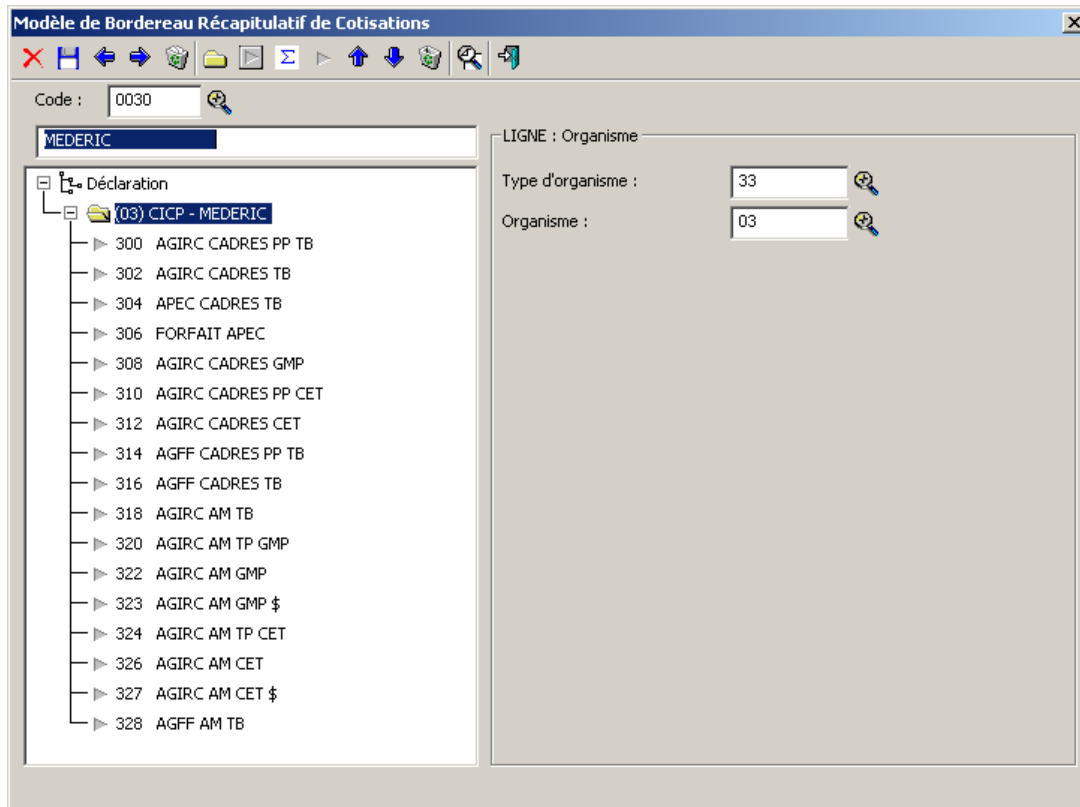 Modèle de Bordereau Récapitulatif de Cotisations
Code : 0030
MEDERIC
Déclaration
(03) CICP - MEDERIC
300 AGIRC CADRES PP TB
302 AGIRC CADRES TB
304 APEC CADRES TB
306 FORFAIT APEC
308 AGIRC CADRES GMP
310 AGIRC CADRES PP CET
312 AGIRC CADRES CET
314 AGFF CADRES PP TB
316 AGFF CADRES TB
318 AGIRC AM TB
320 AGIRC AM TP GMP
322 AGIRC AM GMP
323 AGIRC AM GMP $
324 AGIRC AM TP CET
326 AGIRC AM CET
327 AGIRC AM CET $
328 AGFF AM TB
LIGNE : Organisme
Type d'organisme : 33
Organisme : 03